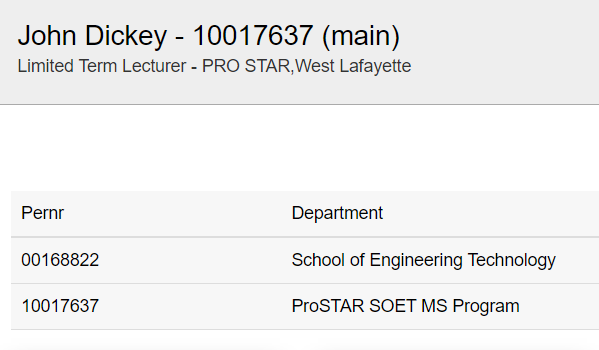 John Dickey - 10017637 (main)
Limited Term Lecturer - PRO STAR,West Lafayette
Pernr Department
00168822 School of Engineering Technology
10017637 ProSTAR SOET MS Program